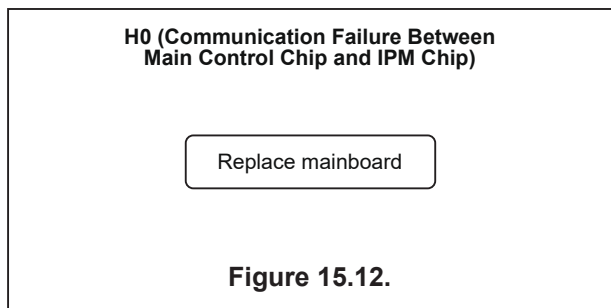 H0 (Communication Failure Between
Main Control Chip and IPM Chip)
Replace mainboard
Figure 15.12.